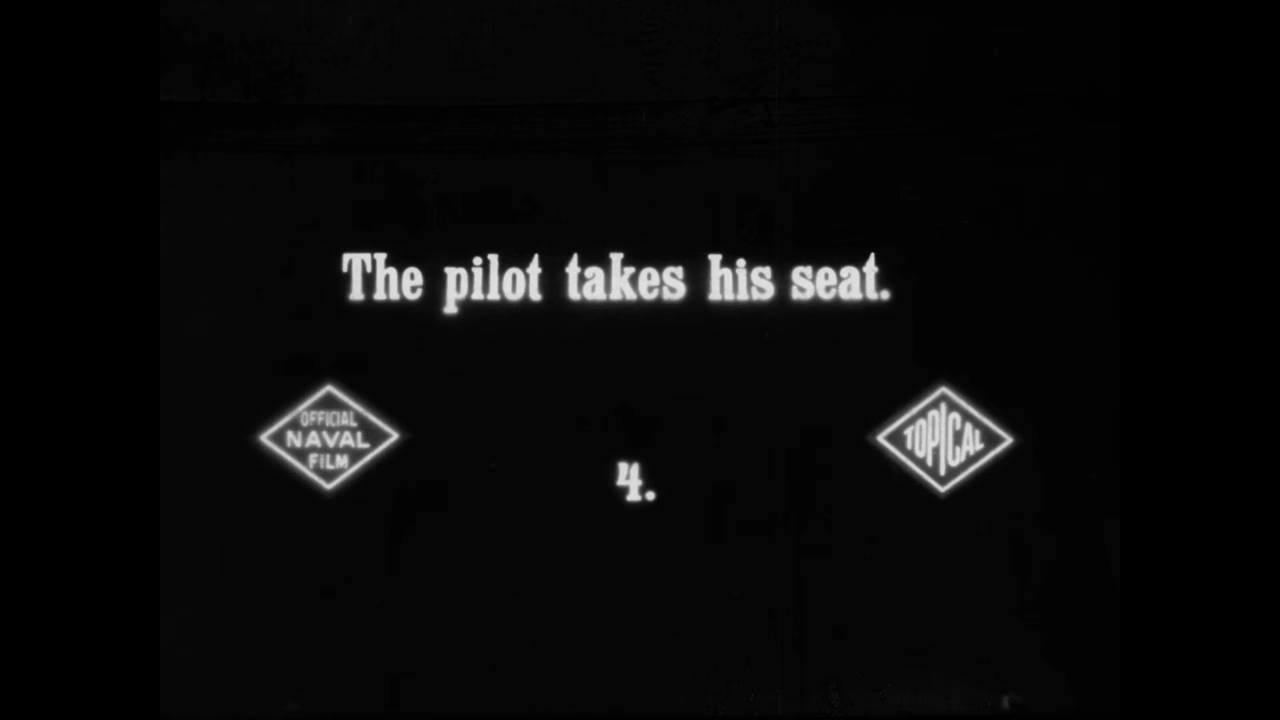 The pilot takes his seat.
OFFICIAL
NAVAL
FILM
TOPICAL
4.